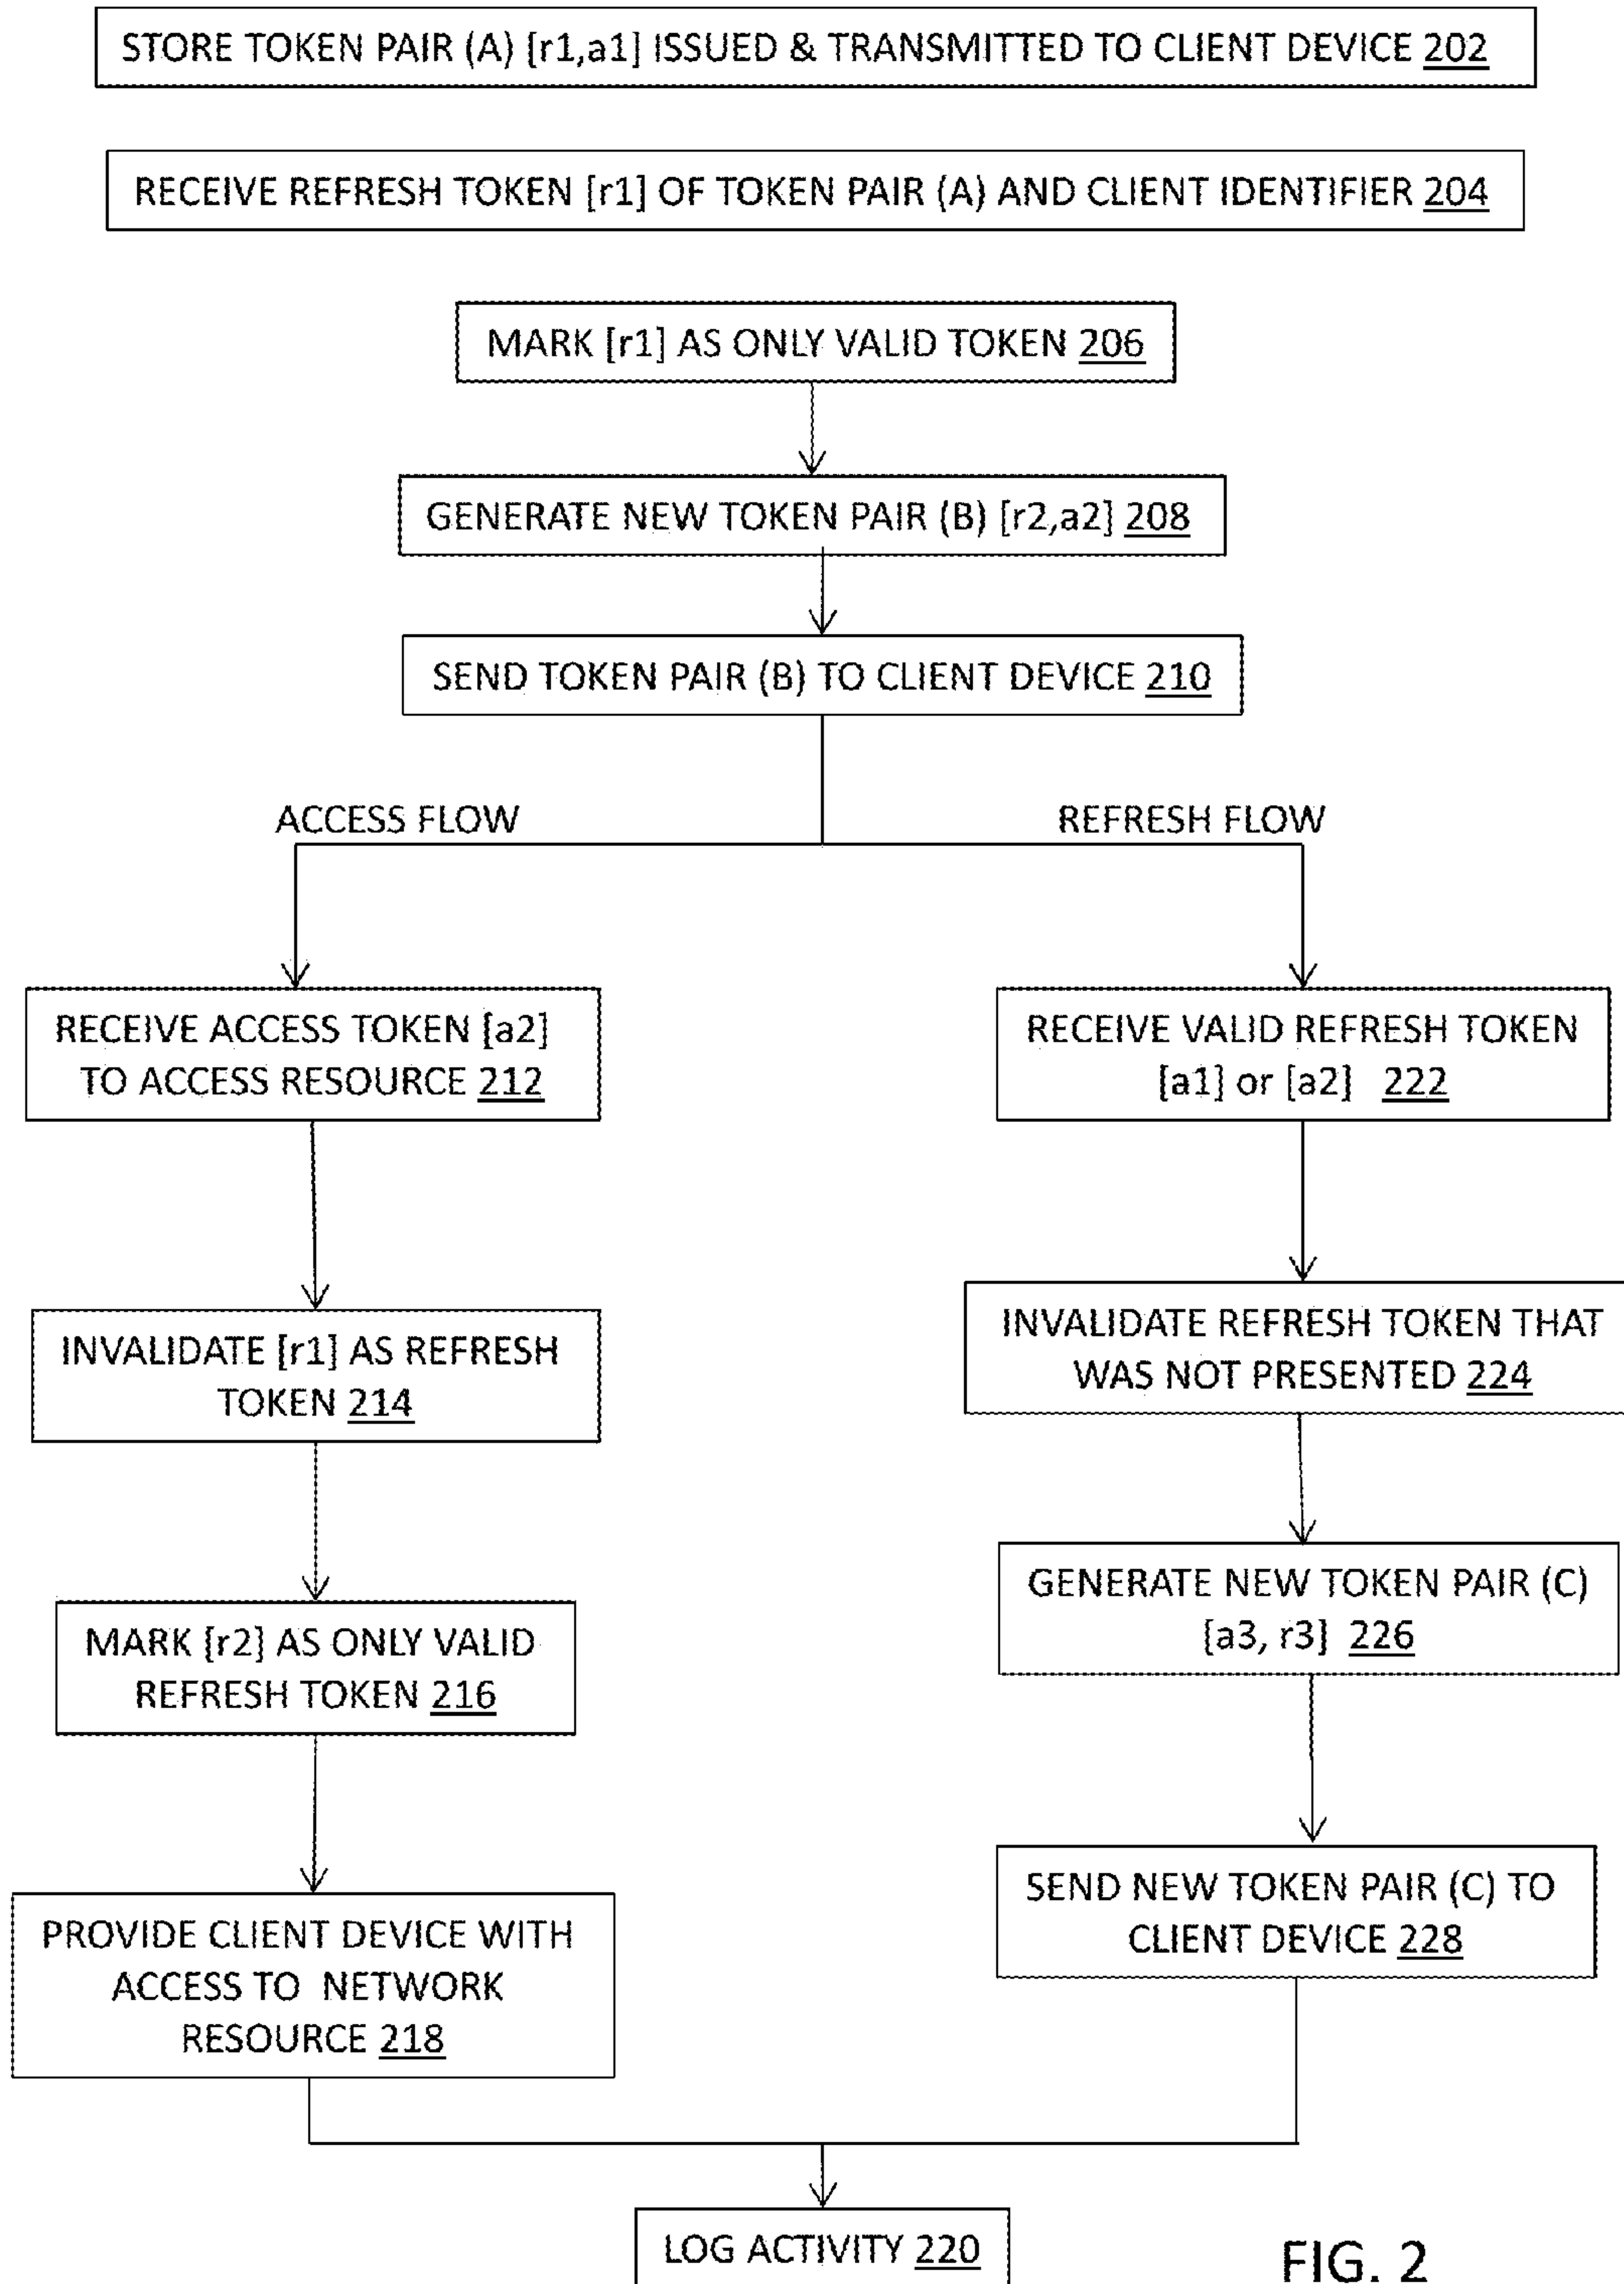 STORE TOKEN PAIR (A) [r1,a1] ISSUED & TRANSMITTED TO CLIENT DEVICE 202
RECEIVE REFRESH TOKEN [r1] OF TOKEN PAIR (A) AND CLIENT IDENTIFIER 204
MARK [r1] AS ONLY VALID TOKEN 206
GENERATE NEW TOKEN PAIR (B) [r2,a2] 208
SEND TOKEN PAIR (B) TO CLIENT DEVICE 210
ACCESS FLOW
RECEIVE ACCESS TOKEN [a2]
TO ACCESS RESOURCE 212
INVALIDATE [r1] AS REFRESH
TOKEN 214
MARK [r2] AS ONLY VALID
REFRESH TOKEN 216
PROVIDE CLIENT DEVICE WITH
ACCESS TO NETWORK
RESOURCE 218
REFRESH FLOW
RECEIVE VALID REFRESH TOKEN
[a1] or [a2] 222
INVALIDATE REFRESH TOKEN THAT
WAS NOT PRESENTED 224
GENERATE NEW TOKEN PAIR (C)
[a3, r3] 226
SEND NEW TOKEN PAIR (C) TO
CLIENT DEVICE 228
LOG ACTIVITY 220
FIG. 2